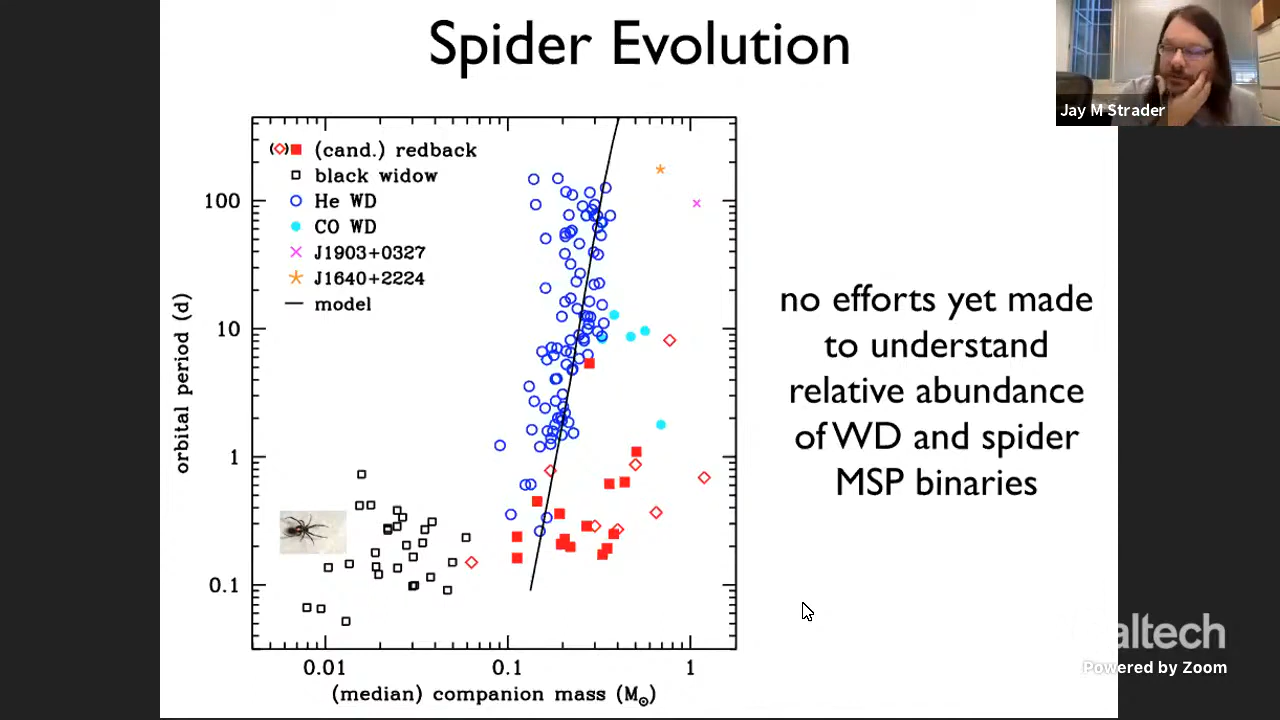 Spider Evolution
Jay M Strader
(cand.) redback
black widow
He WD
CO WD
J1903+0327
J1640+2224
model
100
10
1
0.1
orbital period (d)
0.01
0.1
1
(median) companion mass (M⊙)
no efforts yet made
to understand
relative abundance
of WD and spider
MSP binaries
altech
Powered by Zoom